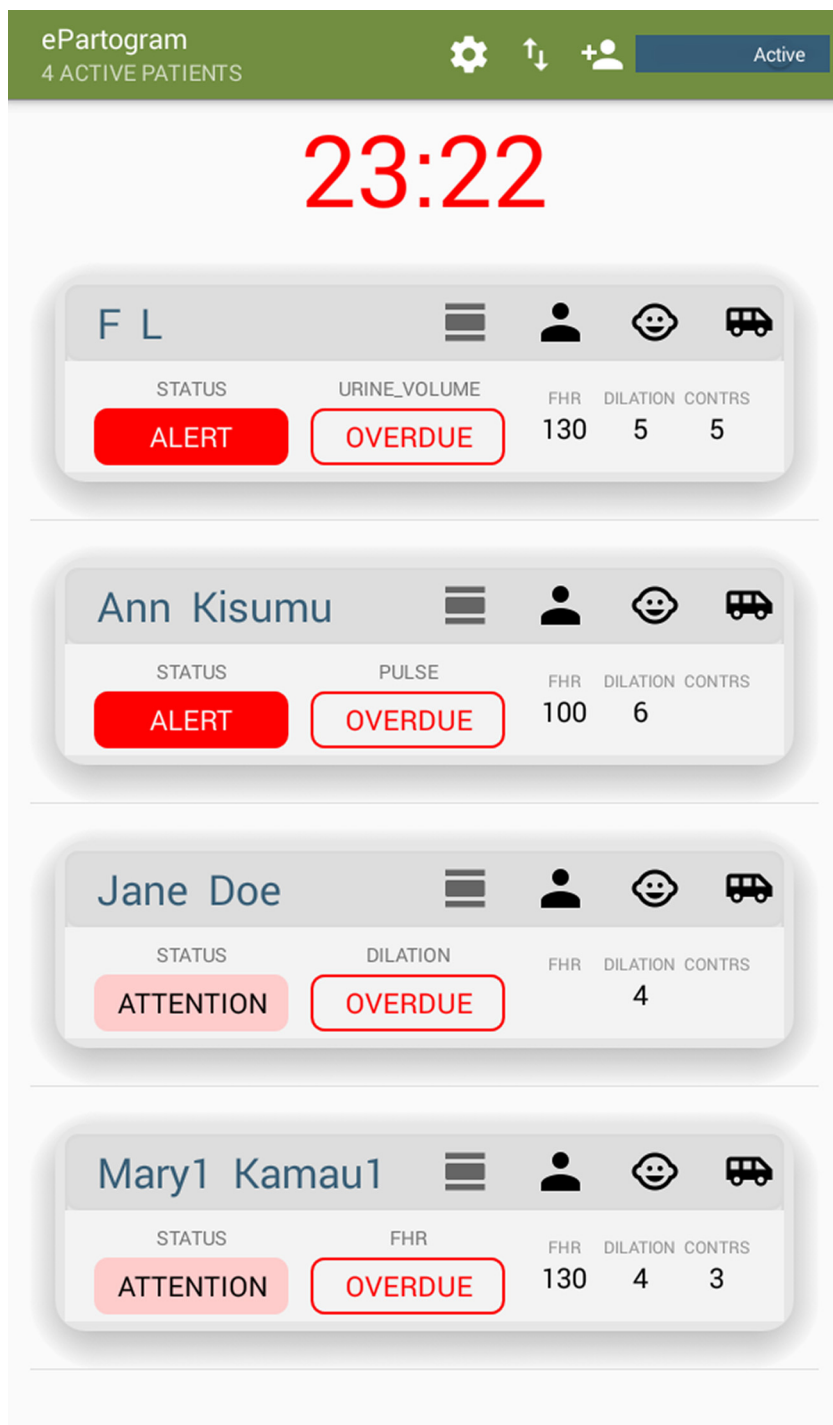 ePartogram
4 ACTIVE PATIENTS
Active
23:22
F L
STATUS URINE_VOLUME FHR DILATION CONTRS
ALERT OVERDUE 130 5 5
Ann Kisumu
STATUS PULSE FHR DILATION CONTRS
ALERT OVERDUE 100 6
Jane Doe
STATUS DILATION FHR DILATION CONTRS
ATTENTION OVERDUE 4
Mary1 Kamau1
STATUS FHR FHR DILATION CONTRS
ATTENTION OVERDUE 130 4 3